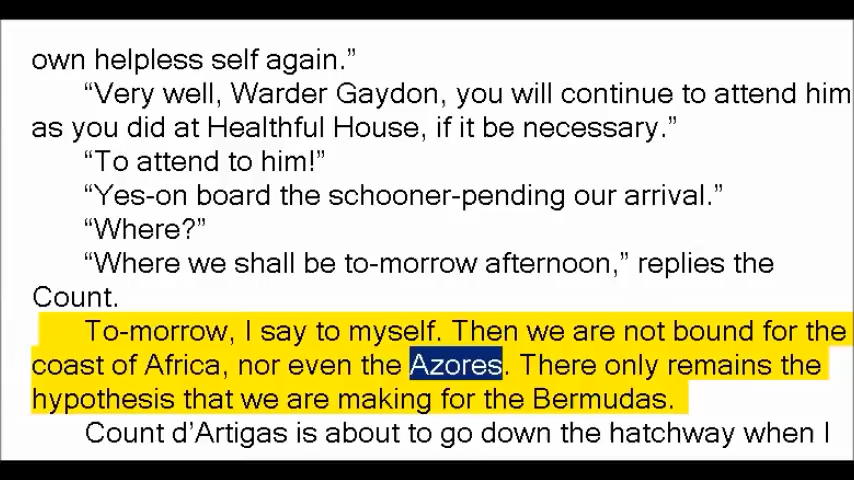 own helpless self again.”
“Very well, Warder Gaydon, you will continue to attend him
as you did at Healthful House, if it be necessary.”
“To attend to him!”
“Yes-on board the schooner-pending our arrival.”
“Where?”
“Where we shall be to-morrow afternoon,” replies the
Count.
To-morrow, I say to myself. Then we are not bound for the
coast of Africa, nor even the Azores. There only remains the
hypothesis that we are making for the Bermudas.
Count d’Artigas is about to go down the hatchway when I